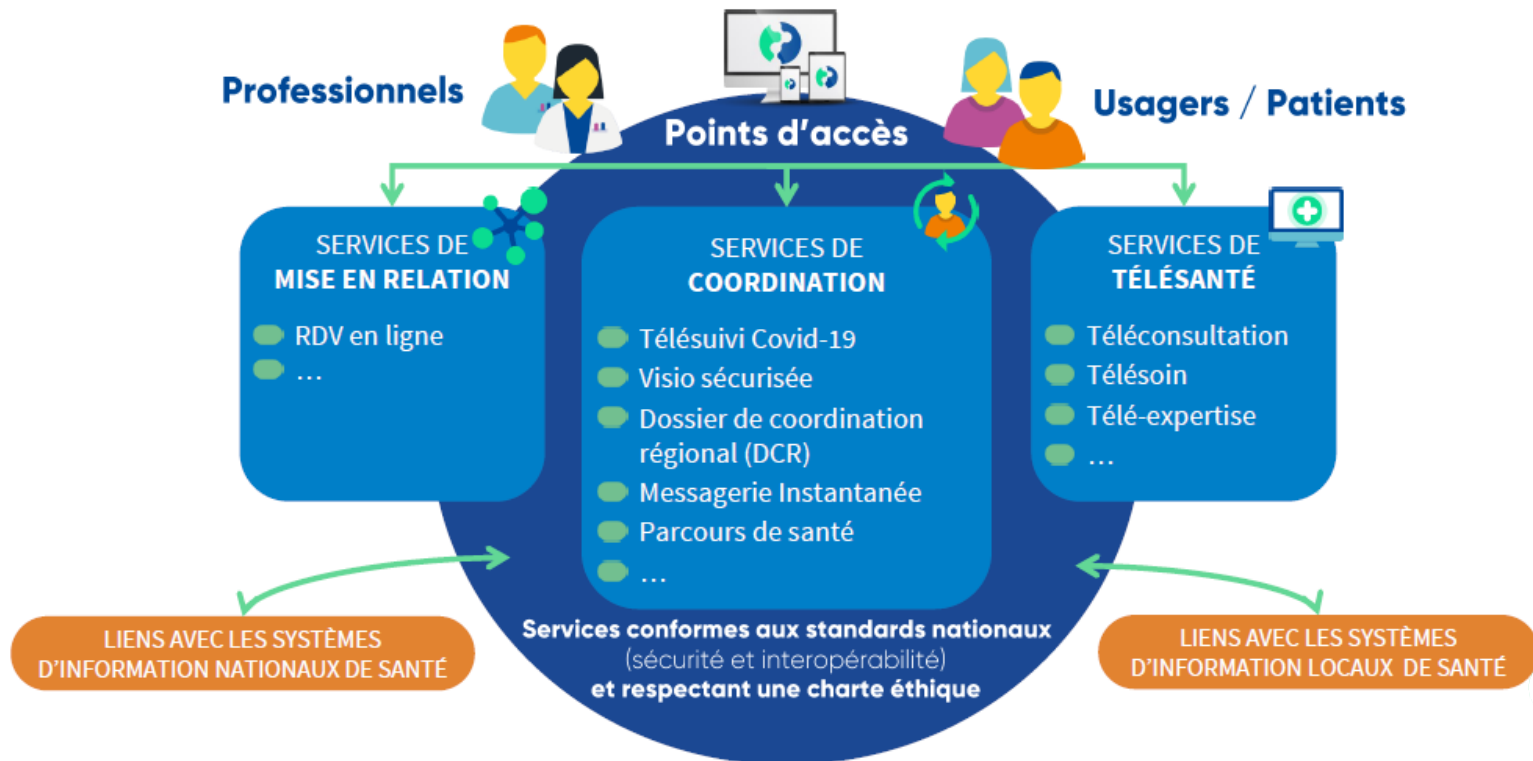 Professionnels
Usagers / Patients
Points d'accès
SERVICES DE
MISE EN RELATION
RDV en ligne
...
SERVICES DE
COORDINATION
Télésuivi Covid-19
Visio sécurisée
Dossier de coordination
régional (DCR)
Messagerie Instantanée
Parcours de santé
...
SERVICES DE
TÉLÉSANTÉ
Téléconsultation
Télésoin
Télé-expertise
...
LIENS AVEC LES SYSTÈMES
D'INFORMATION NATIONAUX DE SANTÉ
Services conformes aux standards nationaux
(sécurité et interopérabilité)
et respectant une charte éthique
LIENS AVEC LES SYSTÈMES
D'INFORMATION LOCAUX DE SANTÉ